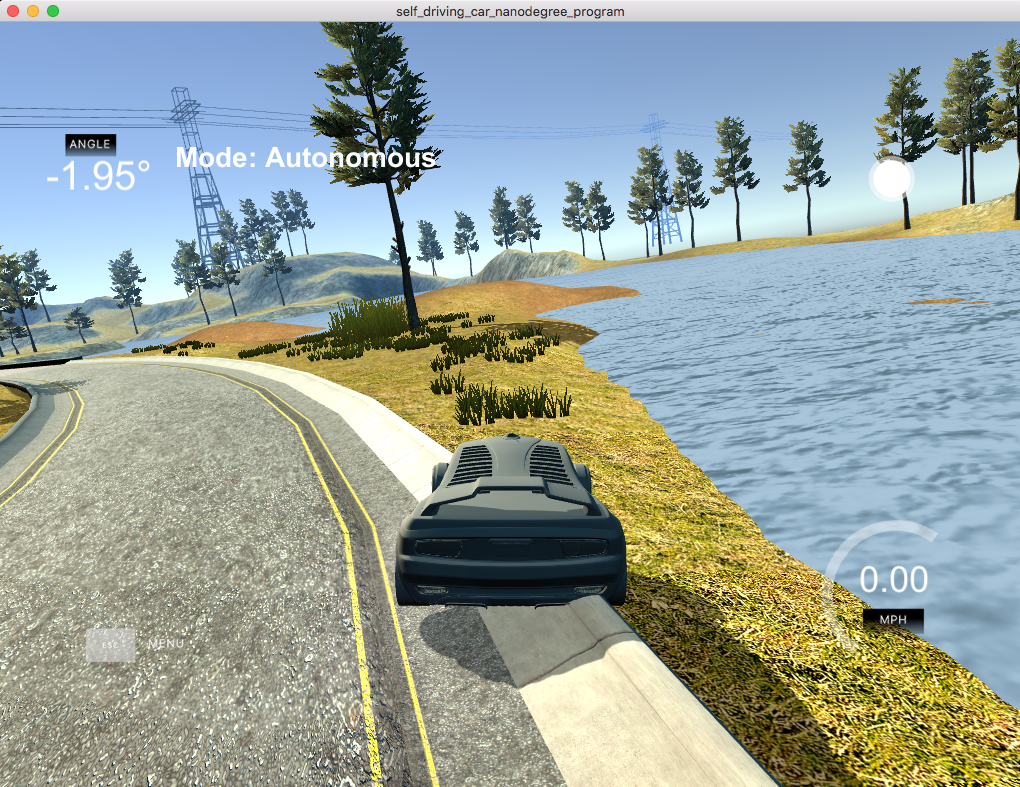 self_driving_car_nanodegree_program
ANGLE
-1.95°
Mode: Autonomous
0.00
MPH
ESC MENU